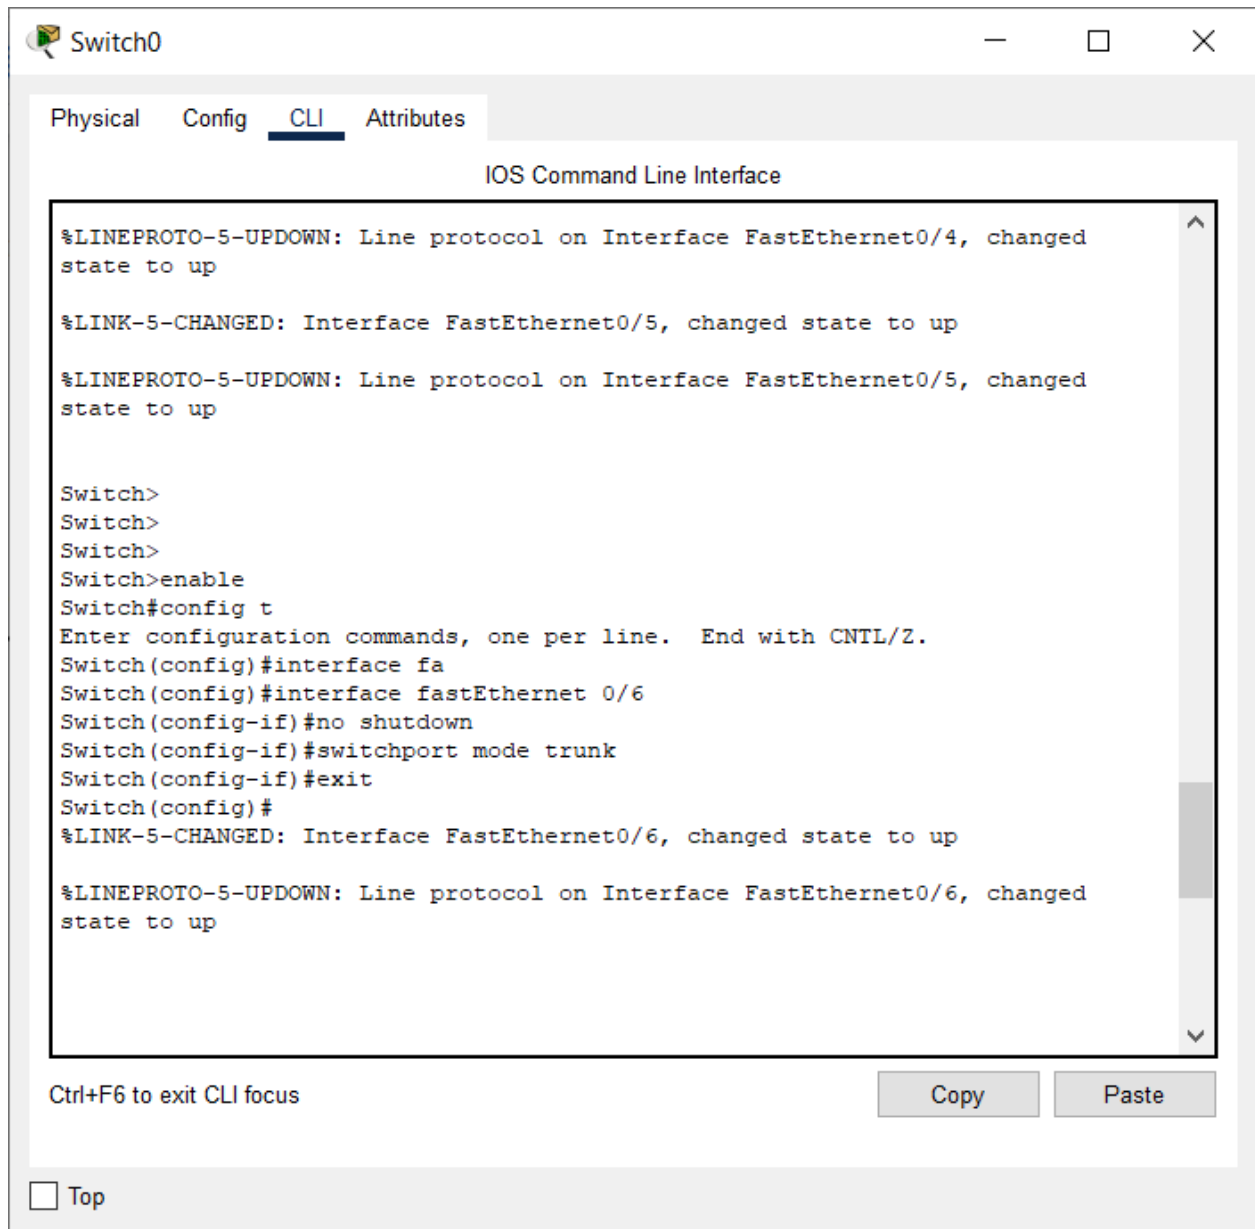 Switch0
Physical Config CLI Attributes
IOS Command Line Interface
%LINEPROTO-5-UPDOWN: Line protocol on Interface FastEthernet0/4, changed
state to up
%LINK-5-CHANGED: Interface FastEthernet0/5, changed state to up
%LINEPROTO-5-UPDOWN: Line protocol on Interface FastEthernet0/5, changed
state to up
Switch>
Switch>
Switch>
Switch>enable
Switch#config t
Enter configuration commands, one per line.  End with CNTL/Z.
Switch(config)#interface fa
Switch(config)#interface fastEthernet 0/6
Switch(config-if)#no shutdown
Switch(config-if)#switchport mode trunk
Switch(config-if)#exit
Switch(config)#
%LINK-5-CHANGED: Interface FastEthernet0/6, changed state to up
%LINEPROTO-5-UPDOWN: Line protocol on Interface FastEthernet0/6, changed
state to up
Ctrl+F6 to exit CLI focus Copy Paste
Top